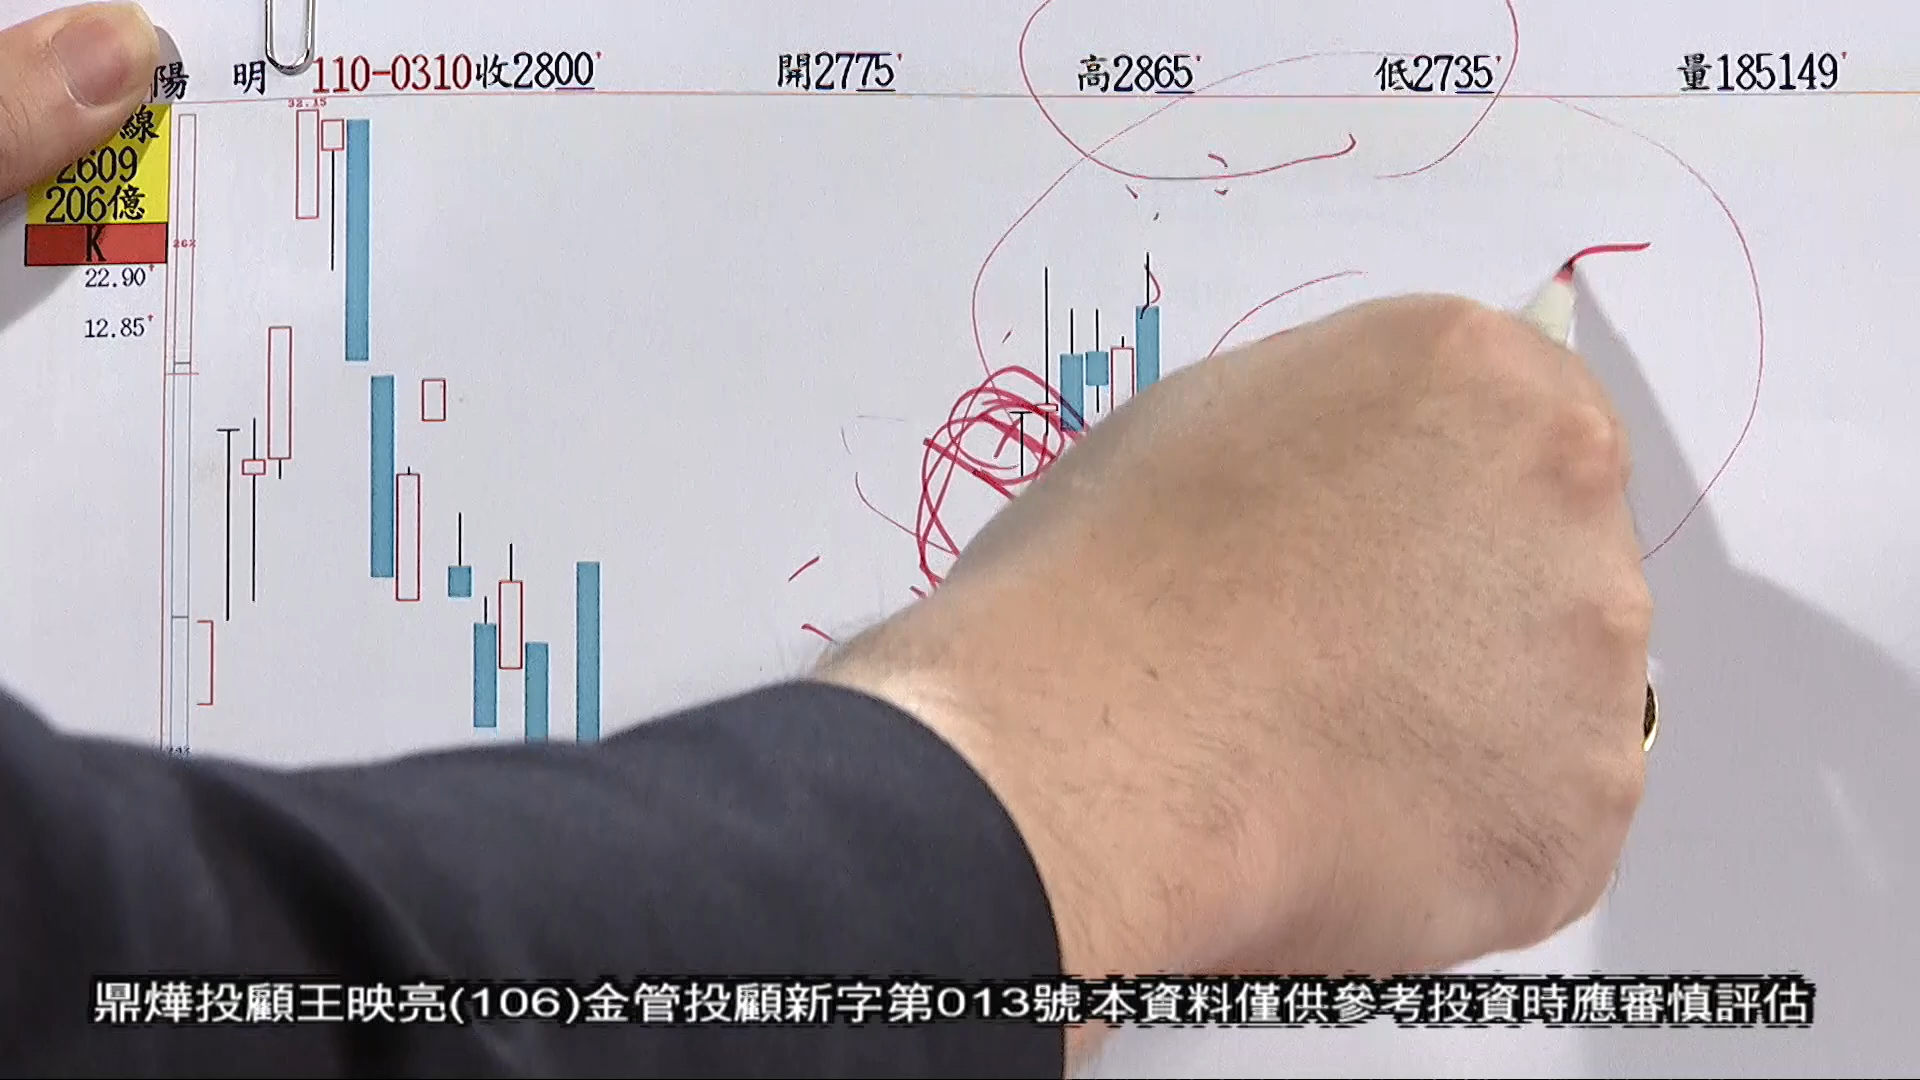 陽 明 110-0310收2800 開2775 高2865 低2735 量185149
線
2609
206億
K
22.90
12.85
32.15
26%
鼎燁投顧王映亮(106)金管投顧新字第013號 本資料僅供參考投資時應審慎評估